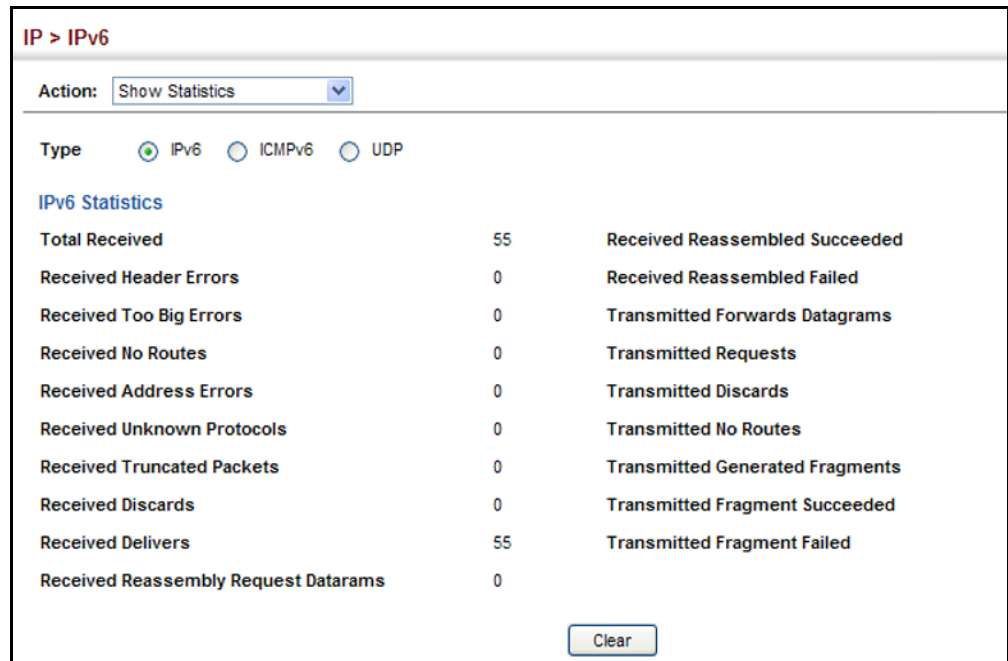 IP > IPv6
Action: Show Statistics
Type IPv6 ICMPv6 UDP
IPv6 Statistics
Total Received 55 Received Reassembled Succeeded
Received Header Errors 0 Received Reassembled Failed
Received Too Big Errors 0 Transmitted Forwards Datagrams
Received No Routes 0 Transmitted Requests
Received Address Errors 0 Transmitted Discards
Received Unknown Protocols 0 Transmitted No Routes
Received Truncated Packets 0 Transmitted Generated Fragments
Received Discards 0 Transmitted Fragment Succeeded
Received Delivers 55 Transmitted Fragment Failed
Received Reassembly Request Datarams 0
Clear